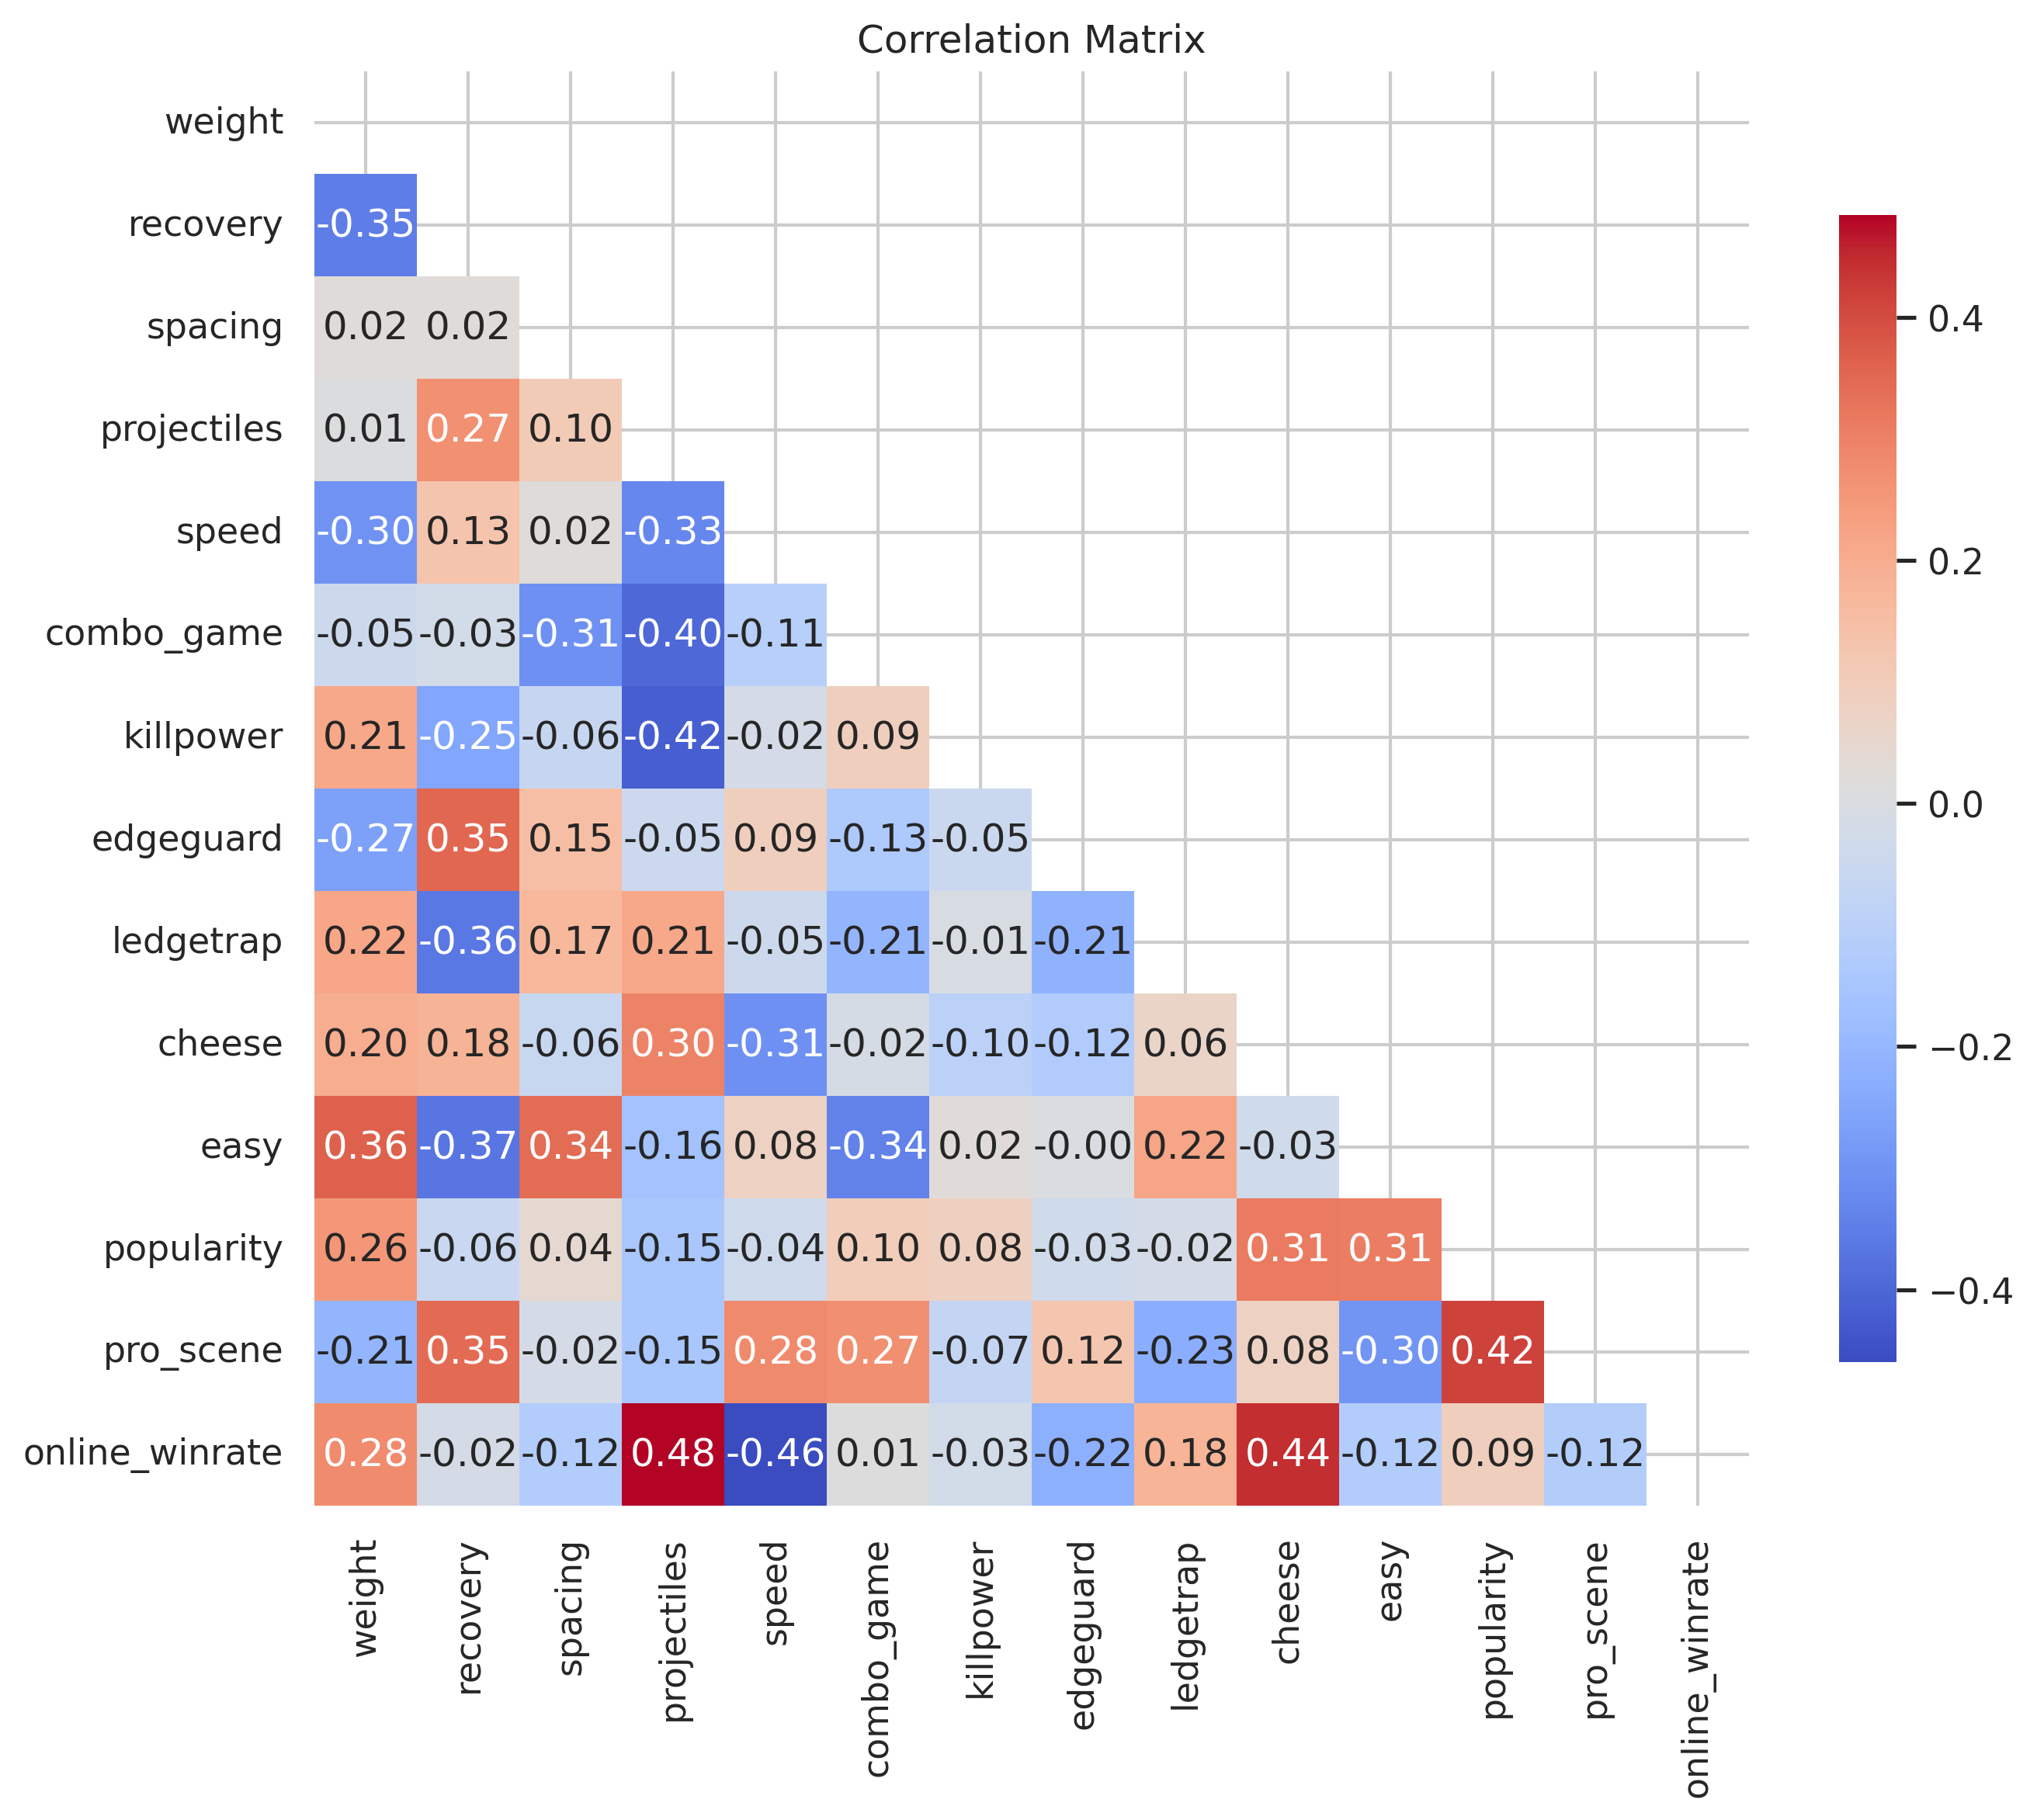 Correlation Matrix
weight
recovery -0.35
spacing 0.02 0.02
projectiles 0.01 0.27 0.10
speed -0.30 0.13 0.02 -0.33
combo_game -0.05 -0.03 -0.31 -0.40 -0.11
killpower 0.21 -0.25 -0.06 -0.42 -0.02 0.09
edgeguard -0.27 0.35 0.15 -0.05 0.09 -0.13 -0.05
ledgetrap 0.22 -0.36 0.17 0.21 -0.05 -0.21 -0.01 -0.21
cheese 0.20 0.18 -0.06 0.30 -0.31 -0.02 -0.10 -0.12 0.06
easy 0.36 -0.37 0.34 -0.16 0.08 -0.34 0.02 -0.00 0.22 -0.03
popularity 0.26 -0.06 0.04 -0.15 -0.04 0.10 0.08 -0.03 -0.02 0.31 0.31
pro_scene -0.21 0.35 -0.02 -0.15 0.28 0.27 -0.07 0.12 -0.23 0.08 -0.30 0.42
online_winrate 0.28 -0.02 -0.12 0.48 -0.46 0.01 -0.03 -0.22 0.18 0.44 -0.12 0.09 -0.12
weight
recovery
spacing
projectiles
speed
combo_game
killpower
edgeguard
ledgetrap
cheese
easy
popularity
pro_scene
online_winrate
0.4
0.2
0.0
−0.2
−0.4